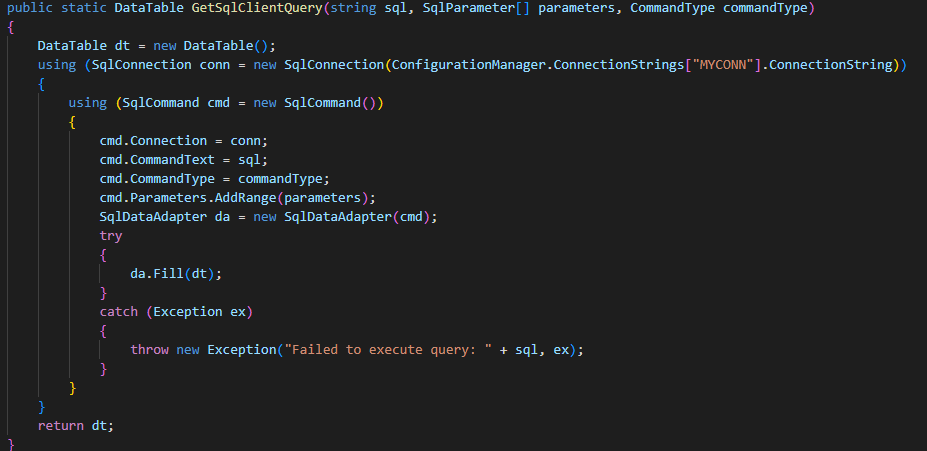 public static DataTable GetSqlClientQuery(string sql, SqlParameter[] parameters, CommandType commandType)
{
    DataTable dt = new DataTable();
    using (SqlConnection conn = new SqlConnection(ConfigurationManager.ConnectionStrings["MYCONN"].ConnectionString))
    {
        using (SqlCommand cmd = new SqlCommand())
        {
            cmd.Connection = conn;
            cmd.CommandText = sql;
            cmd.CommandType = commandType;
            cmd.Parameters.AddRange(parameters);
            SqlDataAdapter da = new SqlDataAdapter(cmd);
            try
            {
                da.Fill(dt);
            }
            catch (Exception ex)
            {
                throw new Exception("Failed to execute query: " + sql, ex);
            }
        }
    }
    return dt;
}